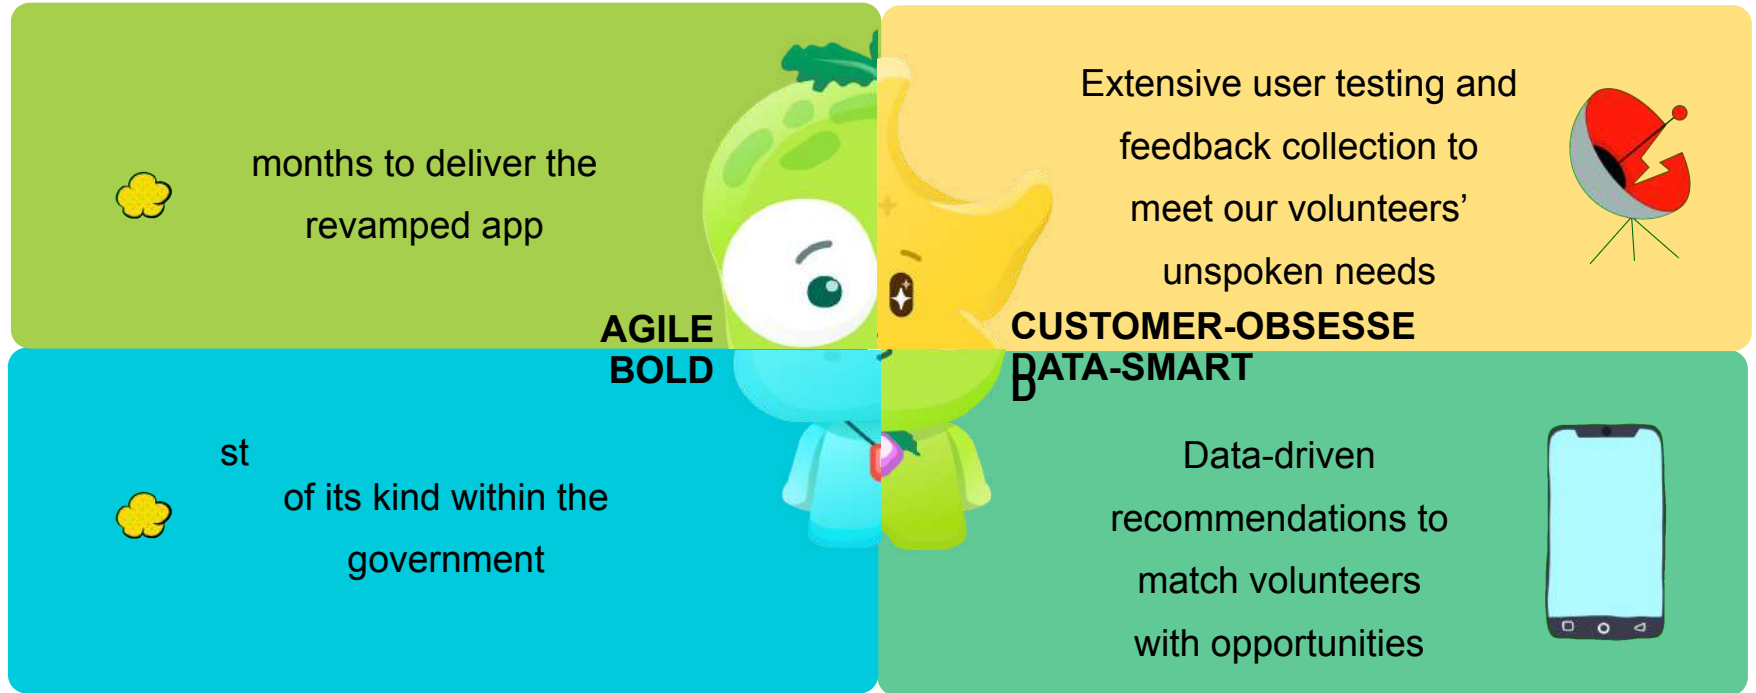 months to deliver the
revamped app
AGILE
Extensive user testing and
feedback collection to
meet our volunteers’
unspoken needs
CUSTOMER-OBSESSE
D
BOLD
st
of its kind within the
government
DATA-SMART
Data-driven
recommendations to
match volunteers
with opportunities